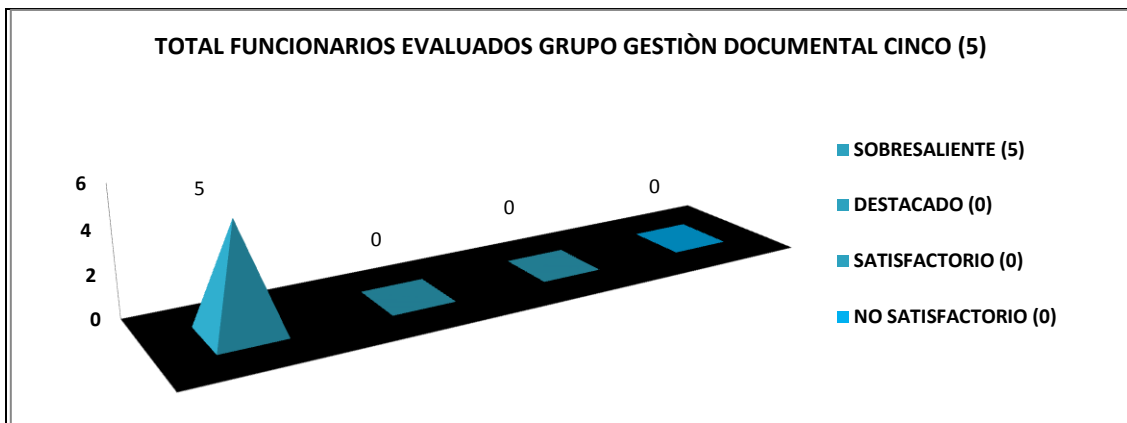 TOTAL FUNCIONARIOS EVALUADOS GRUPO GESTIÒN DOCUMENTAL CINCO (5)
6
4
2
0
5
0
0
0
SOBRESALIENTE (5)
DESTACADO (0)
SATISFACTORIO (0)
NO SATISFACTORIO (0)